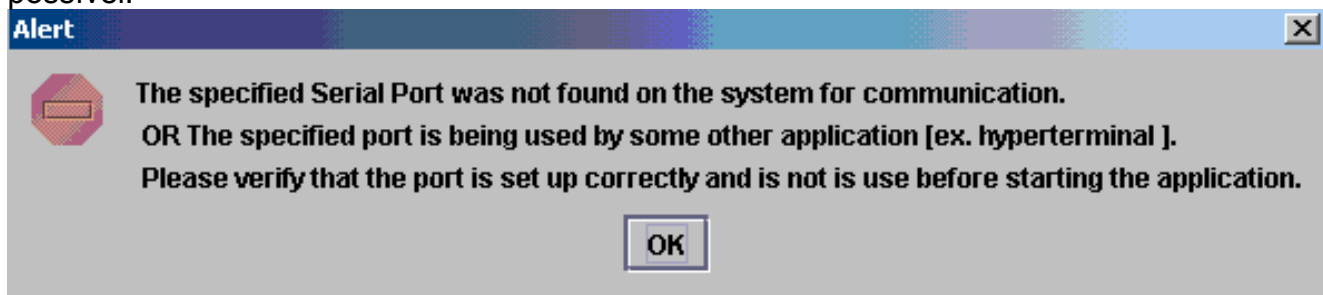 possível.
Alert
The specified Serial Port was not found on the system for communication.
OR The specified port is being used by some other application [ex. hyperterminal ].
Please verify that the port is set up correctly and is not is use before starting the application.
OK